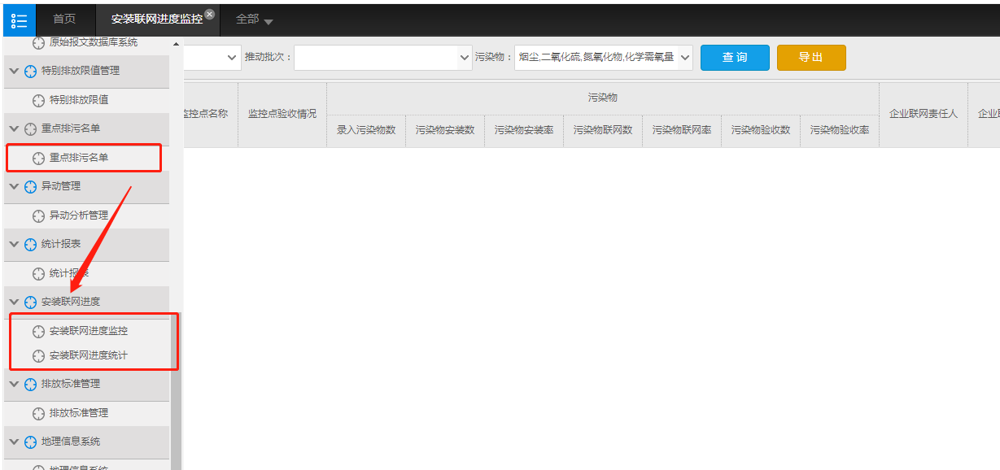 首页
安装联网进度监控
全部
原始报文数据库系统
特别排放限值管理
特别排放限值
重点排污名单
重点排污名单
异动管理
异动分析管理
统计报表
统计报表
安装联网进度
安装联网进度监控
安装联网进度统计
排放标准管理
排放标准管理
地理信息系统
地理信息系统
推动批次：
污染物：
烟尘,二氧化硫,氮氧化物,化学需氧量
查 询
导 出
监控点名称
监控点验收情况
污染物
录入污染物数
污染物安装数
污染物安装率
污染物联网数
污染物联网率
污染物验收数
污染物验收率
企业联网责任人
企业联